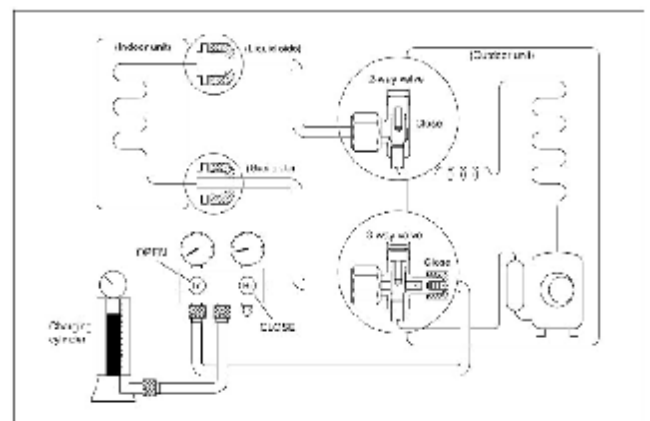 (Indoor unit)
(Liquid side)
(Outdoor unit)
2-way valve
Close
(Gas side)
3-way valve
Close
OPEN
CLOSE
Charging
cylinder